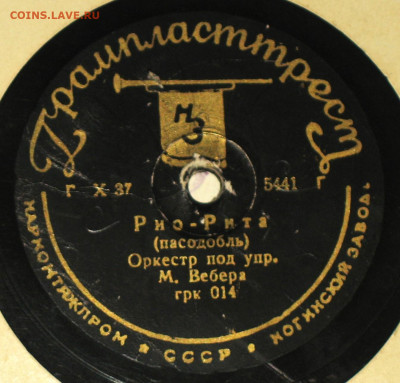 COINS.LAVE.RU
Грампласттрест
НЗ
Г X 37 5441 Г
Рио-Рита
(пасодобль)
Оркестр под упр.
М. Вебера
грк 014
НАРКОМТЯЖПРОМ ★ СССР ★ НОГИНСКИЙ ЗАВОД